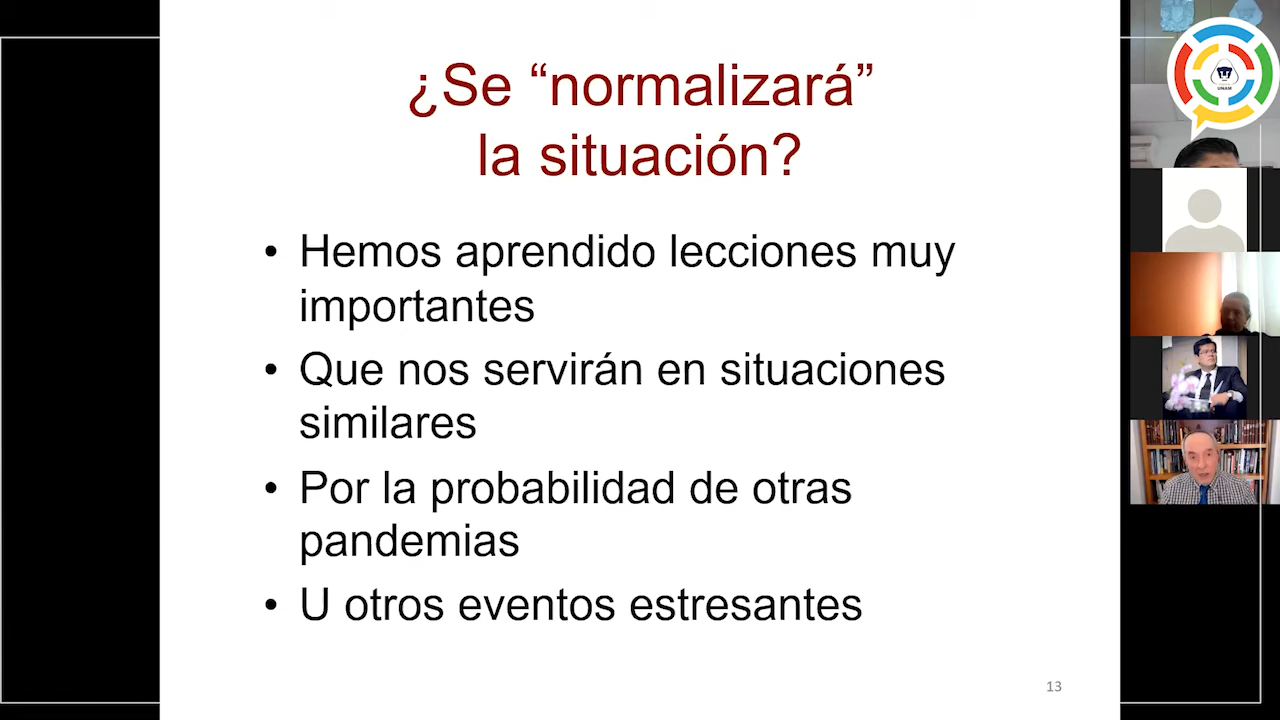 ¿Se “normalizará”
la situación?
• Hemos aprendido lecciones muy
importantes
• Que nos servirán en situaciones
similares
• Por la probabilidad de otras
pandemias
• U otros eventos estresantes
13
UNAM